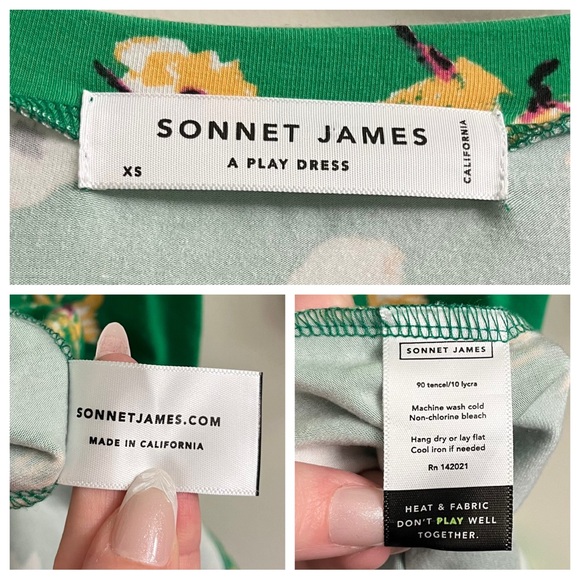 SONNET JAMES
A PLAY DRESS
XS
CALIFORNIA
SONNETJAMES.COM
MADE IN CALIFORNIA
SONNET JAMES
90 tencel/10 lycra
Machine wash cold
Non-chlorine bleach
Hang dry or lay flat
Cool iron if needed
Rn 142021
HEAT & FABRIC
DON'T PLAY WELL
TOGETHER.